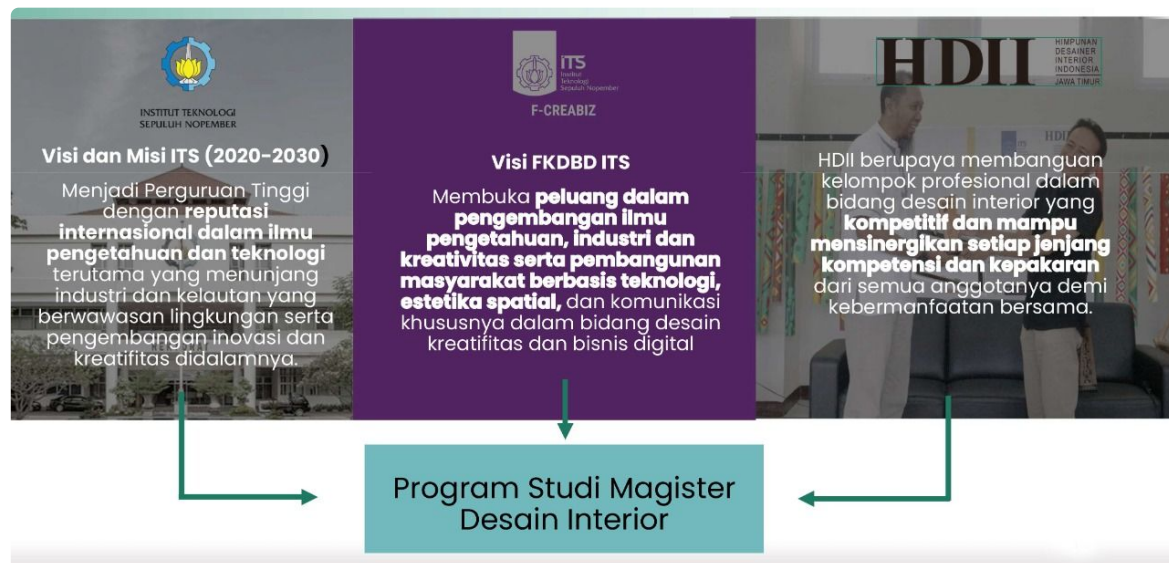 INSTITUT TEKNOLOGI
SEPULUH NOPEMBER
Visi dan Misi ITS (2020-2030)
Menjadi Perguruan Tinggi
dengan reputasi
internasional dalam ilmu
pengetahuan dan teknologi
terutama yang menunjang
industri dan kelautan yang
berwawasan lingkungan serta
pengembangan inovasi dan
kreatifitas didalamnya.
ITS
Institut
Teknologi
Sepuluh Nopember
F-CREABIZ
Visi FKDBD ITS
Membuka peluang dalam
pengembangan ilmu
pengetahuan, industri dan
kreativitas serta pembangunan
masyarakat berbasis teknologi,
estetika spatial, dan komunikasi
khususnya dalam bidang desain
kreatifitas dan bisnis digital
HDII
HIMPUNAN
DESAINER
INTERIOR
INDONESIA
JAWA TIMUR
HDII
HDII berupaya membanguan
kelompok profesional dalam
bidang desain interior yang
kompetitif dan mampu
mensinergikan setiap jenjang
kompetensi dan kepakaran
dari semua anggotanya demi
kebermanfaatan bersama.
Program Studi Magister
Desain Interior